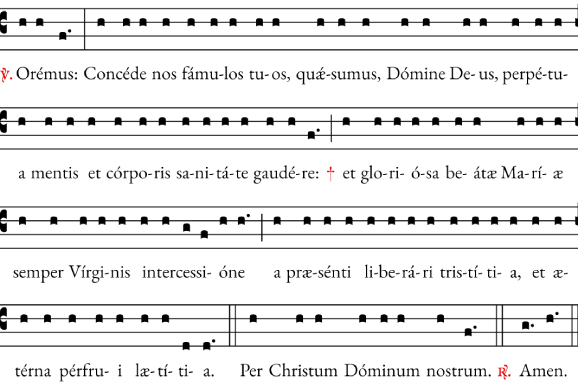 ℣. Orémus: Concéde nos fámu-los tu-os, quǽ-sumus, Dómine De-us, perpé-tu-
a mentis et córpo-ris sa-ni-tá-te gaudé-re: † et glo-ri-ó-sa be-átæ Ma-rí-æ
semper Vírgi-nis intercessi-óne a præ-sénti li-be-rá-ri tris-tí-ti-a, et æ-
térna pérfru-i læ-tí-ti-a. Per Christum Dóminum nostrum. ℟. Amen.